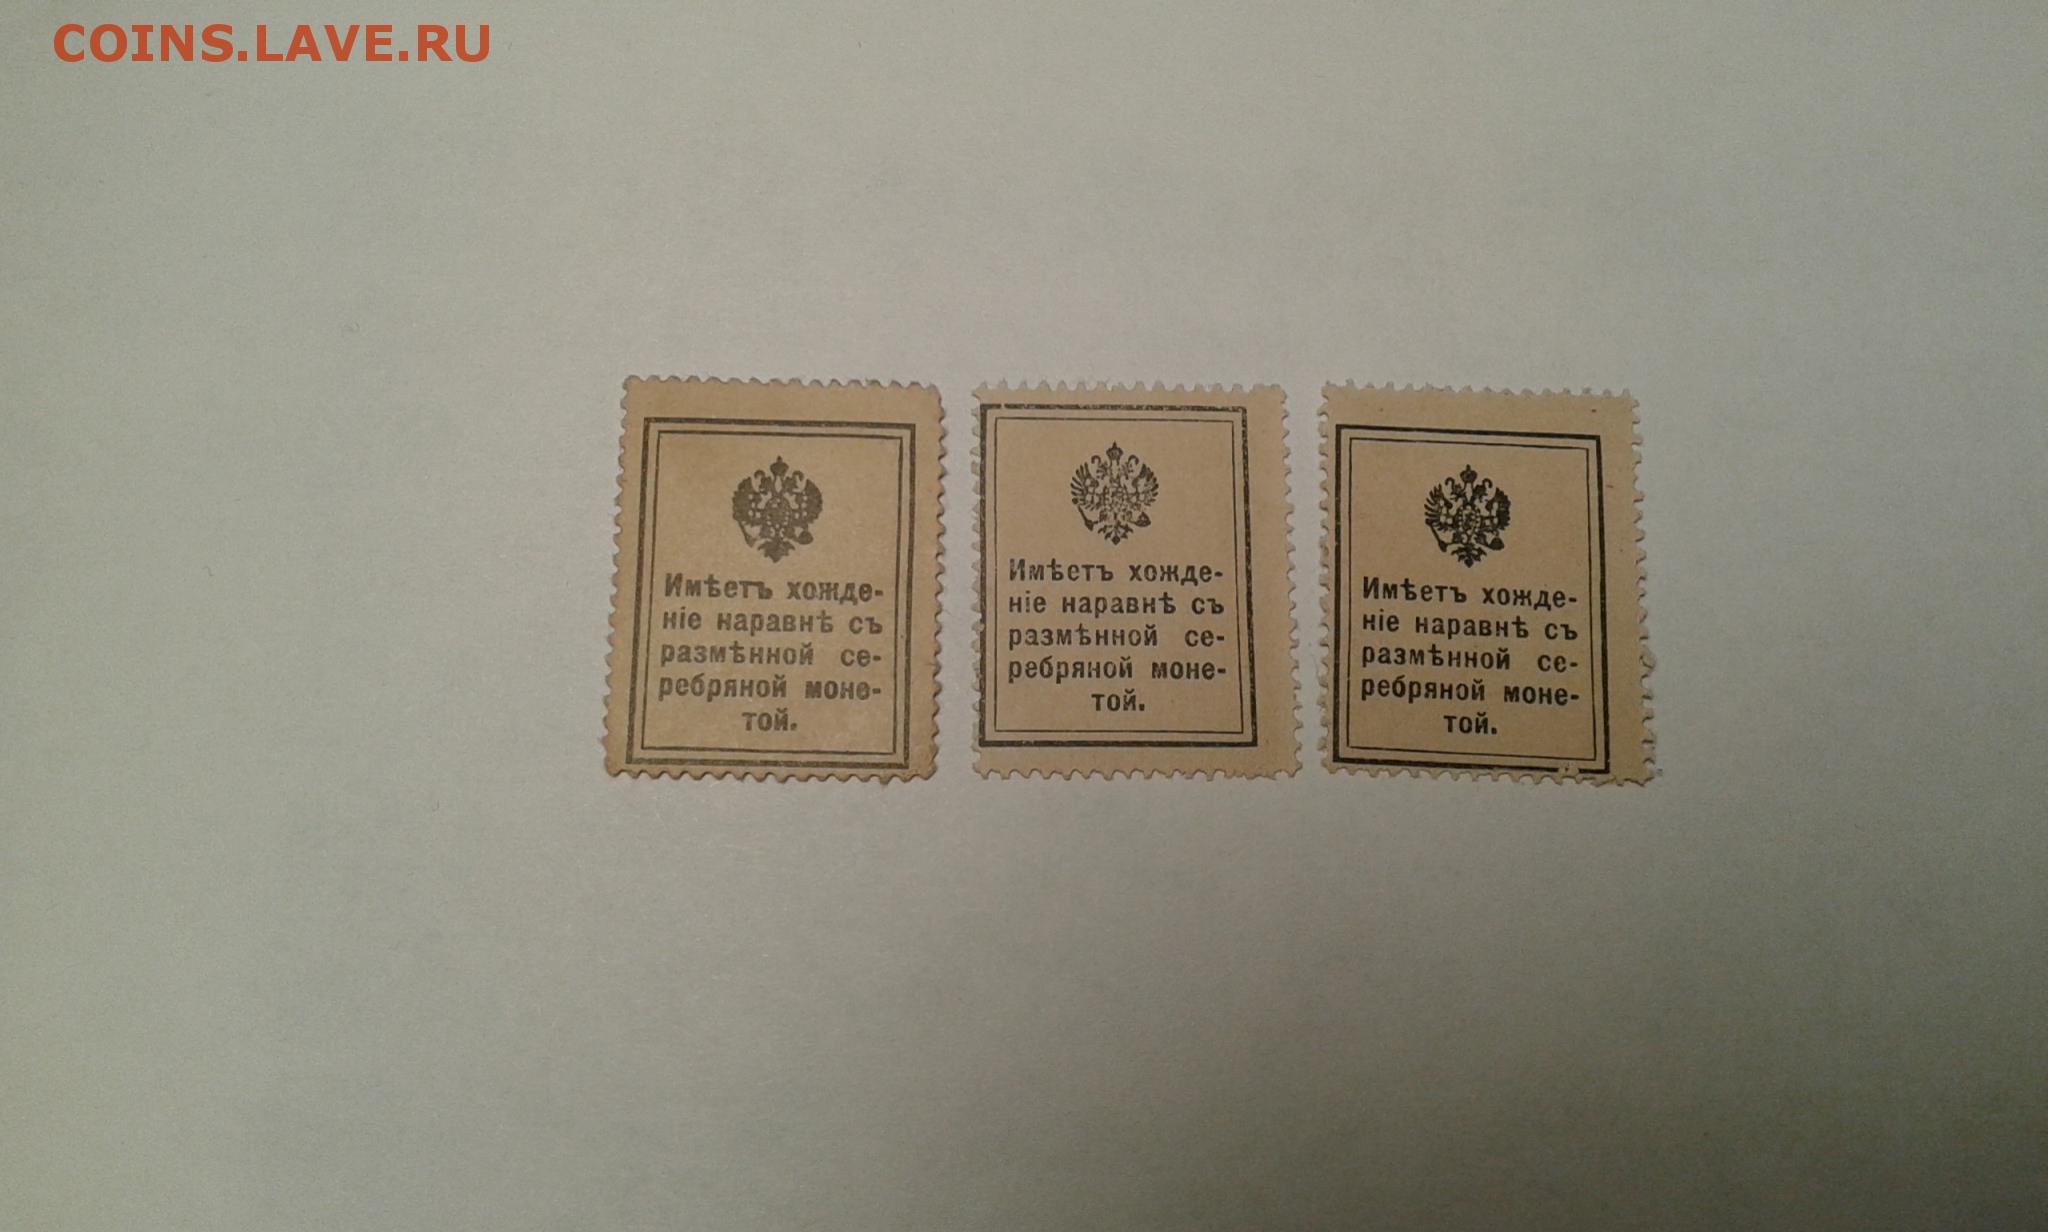 COINS.LAVE.RU
Имѣетъ хожде-
ніе наравнѣ съ
размѣнной се-
ребряной моне-
той.
Имѣетъ хожде-
ніе наравнѣ съ
размѣнной се-
ребряной моне-
той.
Имѣетъ хожде-
ніе наравнѣ съ
размѣнной се-
ребряной моне-
той.